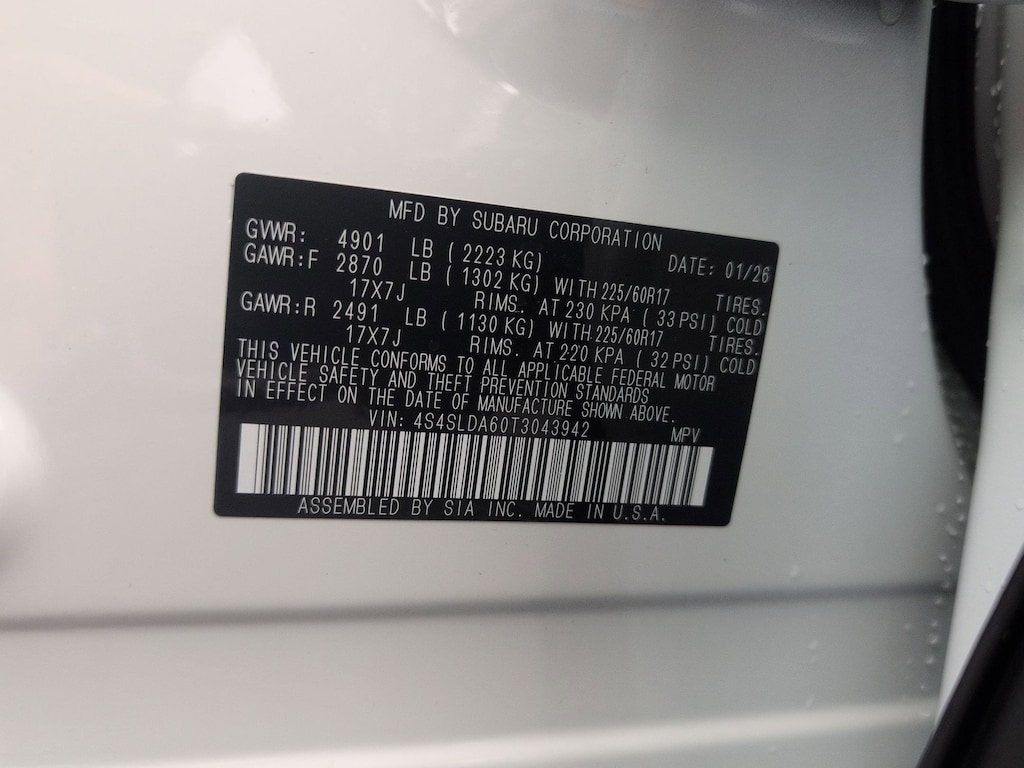 MFD BY SUBARU CORPORATION
GVWR: 4901 LB ( 2223 KG) DATE: 01/26
GAWR:F 2870 LB ( 1302 KG) WITH 225/60R17 TIRES.
17X7J RIMS. AT 230 KPA ( 33 PSI) COLD
GAWR:R 2491 LB ( 1130 KG) WITH 225/60R17 TIRES.
17X7J RIMS. AT 220 KPA ( 32 PSI) COLD
THIS VEHICLE CONFORMS TO ALL APPLICABLE FEDERAL MOTOR
VEHICLE SAFETY AND THEFT PREVENTION STANDARDS
IN EFFECT ON THE DATE OF MANUFACTURE SHOWN ABOVE.
VIN: 4S4SLDA60T3043942 MPV
ASSEMBLED BY SIA INC. MADE IN U.S.A.